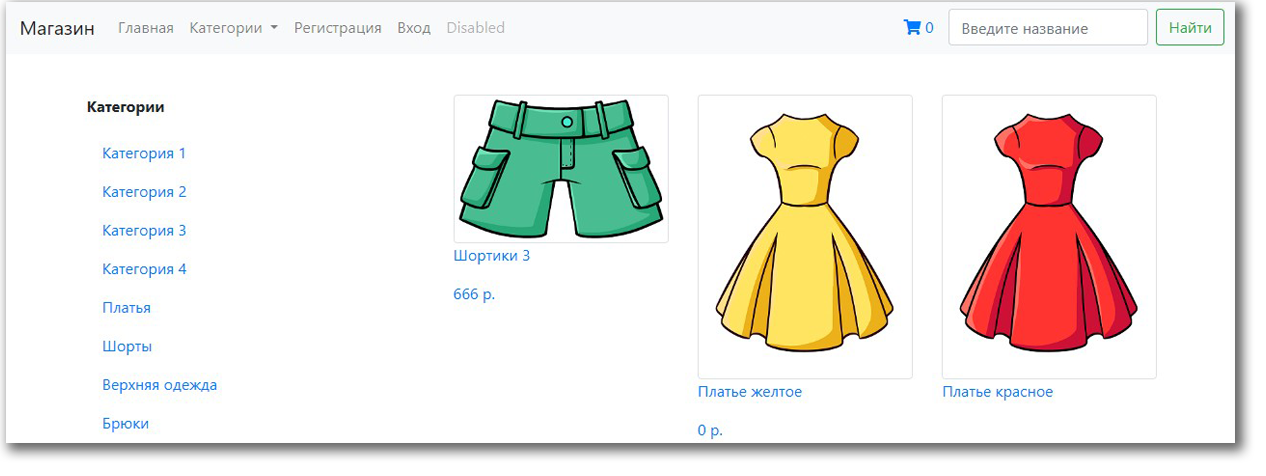 Магазин Главная Категории Регистрация Вход Disabled 0 Введите название Найти
Категории
Категория 1
Категория 2
Категория 3
Категория 4
Платья
Шорты
Верхняя одежда
Брюки
Шортики 3
666 р.
Платье желтое
0 р.
Платье красное